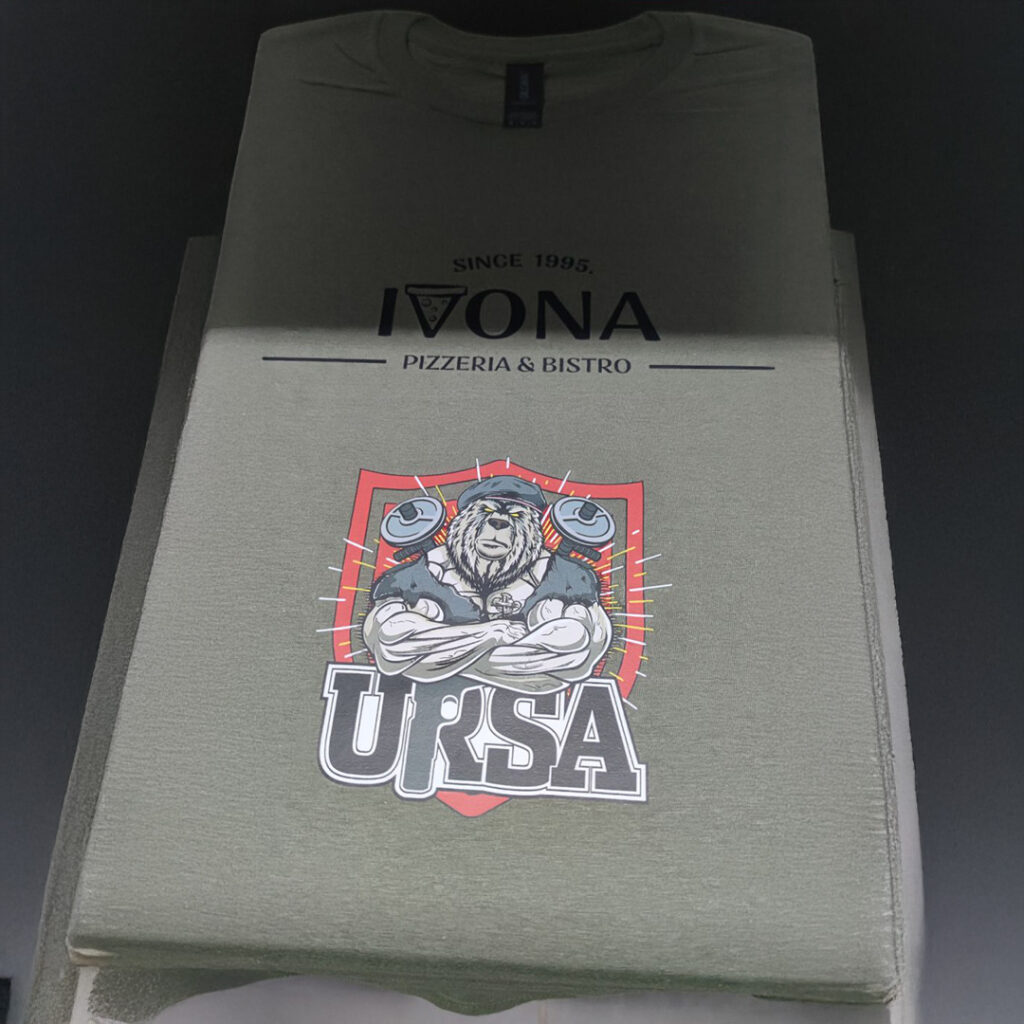 SINCE 1995.
IVONA
PIZZERIA & BISTRO
URSA